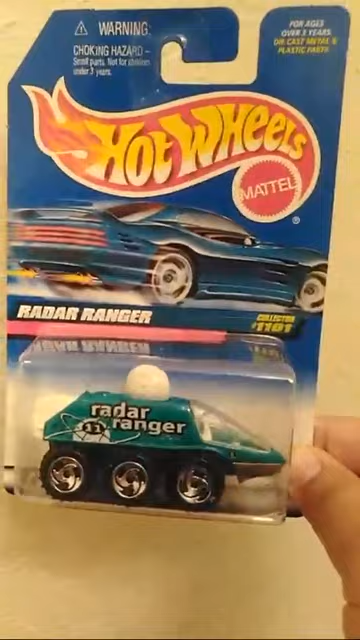 WARNING:
CHOKING HAZARD–
Small parts. Not for children
under 3 years.
FOR AGES
OVER 3 YEARS
DIE CAST METAL &
PLASTIC PARTS
HOT WHEELS
MATTEL
®
RADAR RANGER
COLLECTOR
#1101
radar
ranger
11